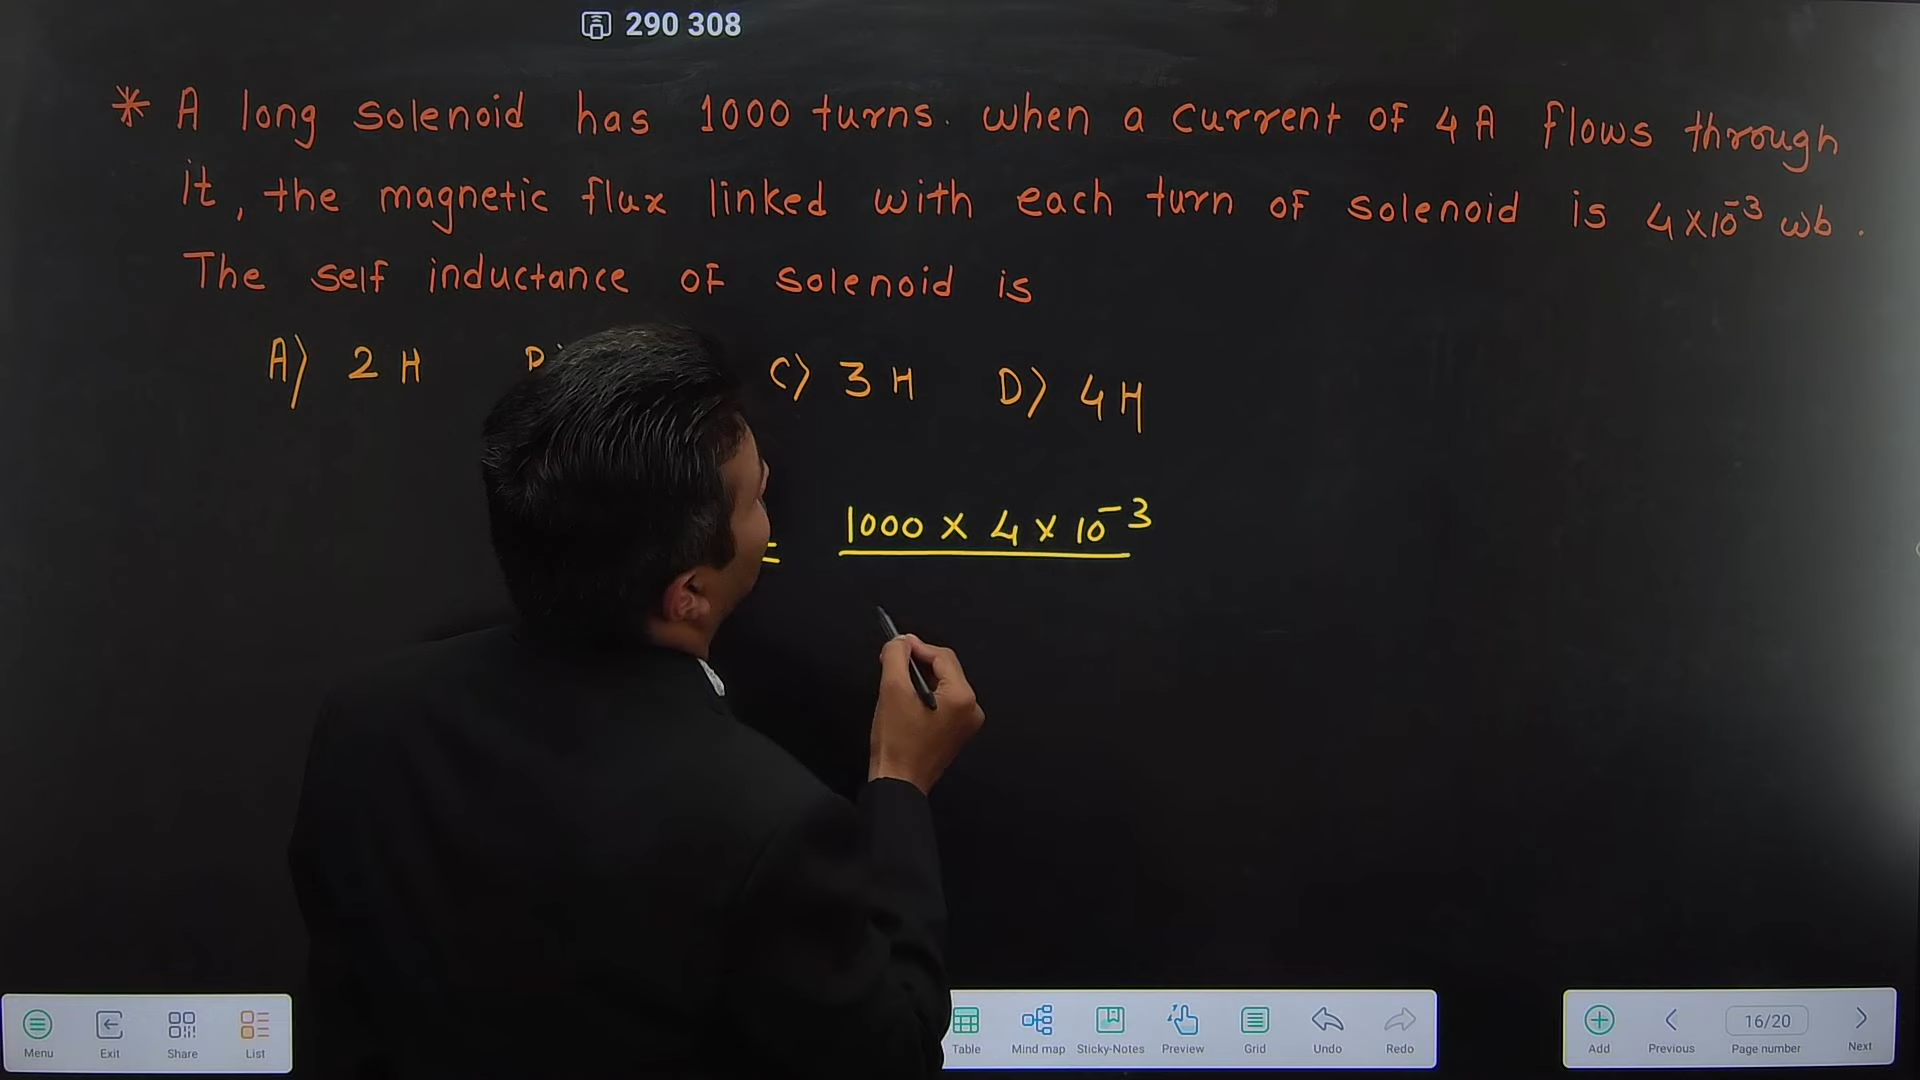 290 308
* A long solenoid has 1000 turns. when a current of 4 A flows through
it, the magnetic flux linked with each turn of solenoid is 4×10⁻³ wb.
The self inductance of solenoid is
A) 2 H C) 3 H D) 4 H
= 1000 × 4 × 10⁻³
Menu Exit Share List Table Mind map Sticky-Notes Preview Grid Undo Redo Add Previous 16/20 Page number Next